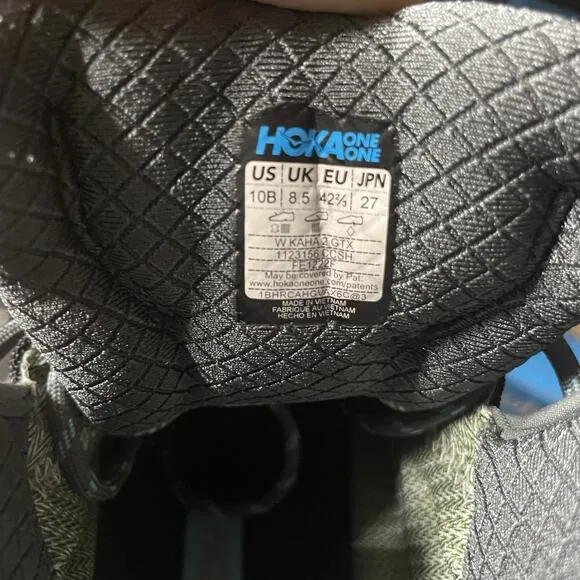 HOKA ONE ONE
US UK EU JPN
10B 8.5 42⅔ 27
W KAHA 2 GTX
1123156 CCSH
May be covered by Pat:
www.hokaoneone.com/patents
MADE IN VIETNAM
FABRIQUE AU VIETNAM
HECHO EN VIETNAM